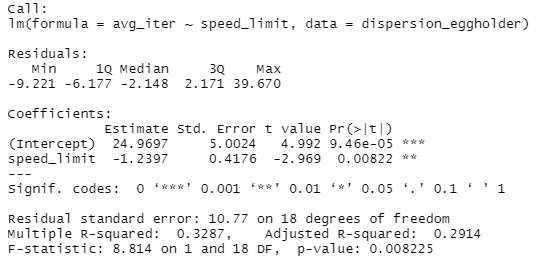 Call:
lm(formula = avg_iter ~ speed_limit, data = dispersion_eggholder)
Residuals:
Min 1Q Median 3Q Max
-9.221 -6.177 -2.148 2.171 39.670
Coefficients:
Estimate Std. Error t value Pr(>|t|)
(Intercept) 24.9697 5.0024 4.992 9.46e-05 ***
speed_limit -1.2397 0.4176 -2.969 0.00822 **
---
Signif. codes: 0 ‘***’ 0.001 ‘**’ 0.01 ‘*’ 0.05 ‘.’ 0.1 ‘ ’ 1
Residual standard error: 10.77 on 18 degrees of freedom
Multiple R-squared: 0.3287, Adjusted R-squared: 0.2914
F-statistic: 8.814 on 1 and 18 DF, p-value: 0.008225